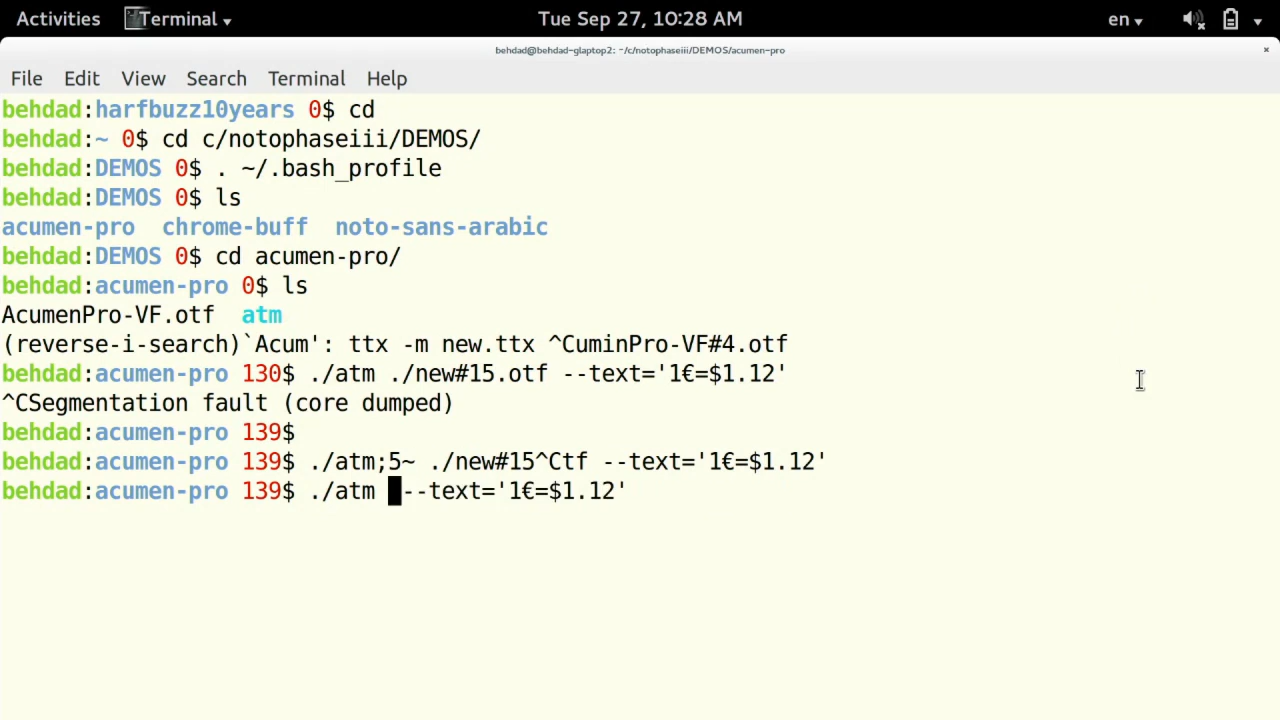 Activities Terminal Tue Sep 27, 10:28 AM en
behdad@behdad-glaptop2: ~/c/notophaseiii/DEMOS/acumen-pro ×
File Edit View Search Terminal Help
behdad:harfbuzz10years 0$ cd
behdad:~ 0$ cd c/notophaseiii/DEMOS/
behdad:DEMOS 0$ . ~/.bash_profile
behdad:DEMOS 0$ ls
acumen-pro chrome-buff noto-sans-arabic
behdad:DEMOS 0$ cd acumen-pro/
behdad:acumen-pro 0$ ls
AcumenPro-VF.otf atm
(reverse-i-search)`Acum': ttx -m new.ttx ^CuminPro-VF#4.otf
behdad:acumen-pro 130$ ./atm ./new#15.otf --text='1€=$1.12'
^CSegmentation fault (core dumped)
behdad:acumen-pro 139$
behdad:acumen-pro 139$ ./atm;5~ ./new#15^Ctf --text='1€=$1.12'
behdad:acumen-pro 139$ ./atm --text='1€=$1.12'